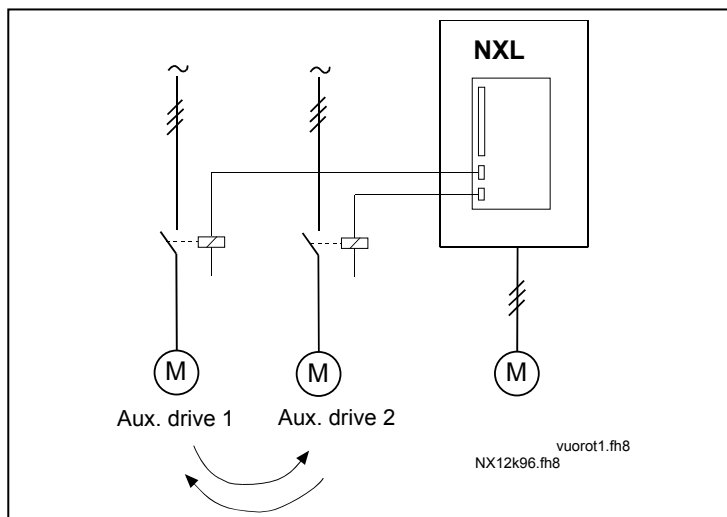 NXL
M
M
M
Aux. drive 1
Aux. drive 2
vuorot1.fh8
NX12k96.fh8